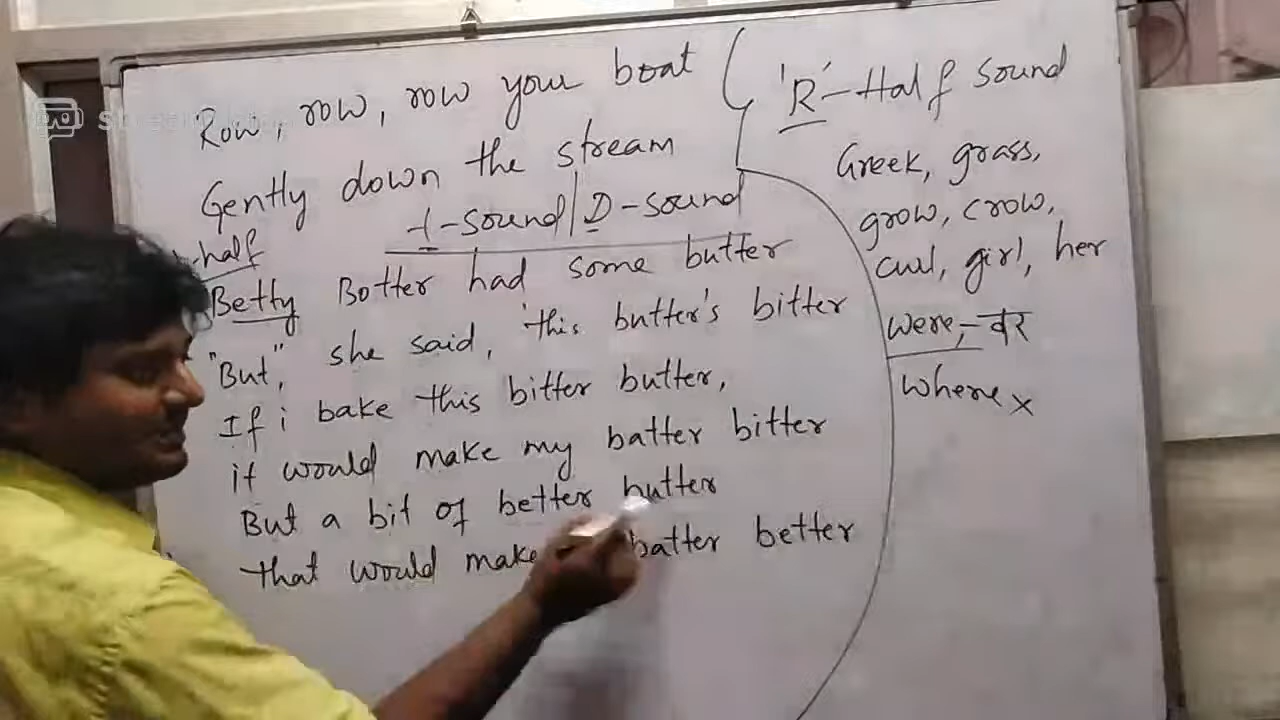 Row, row, row your boat
Gently down the stream
t-sound/D-sound
half
Betty Botter had some butter
"But", she said, 'this butter's bitter
If i bake this bitter butter,
it would make my batter bitter
But a bit of better butter
that would make batter better
'R'-Half sound
Greek, grass,
grow, crow,
curl, girl, her
were,- वर
where x